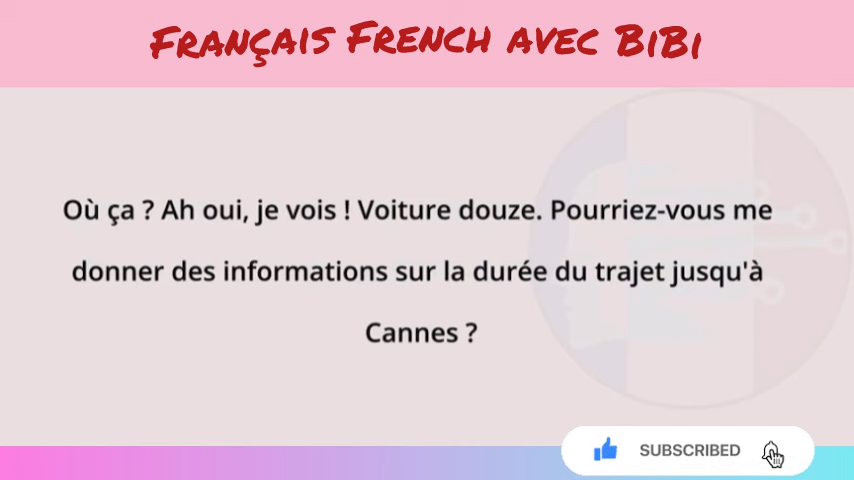 Français French avec BiBi
Où ça ? Ah oui, je vois ! Voiture douze. Pourriez-vous me
donner des informations sur la durée du trajet jusqu'à
Cannes ?
SUBSCRIBED